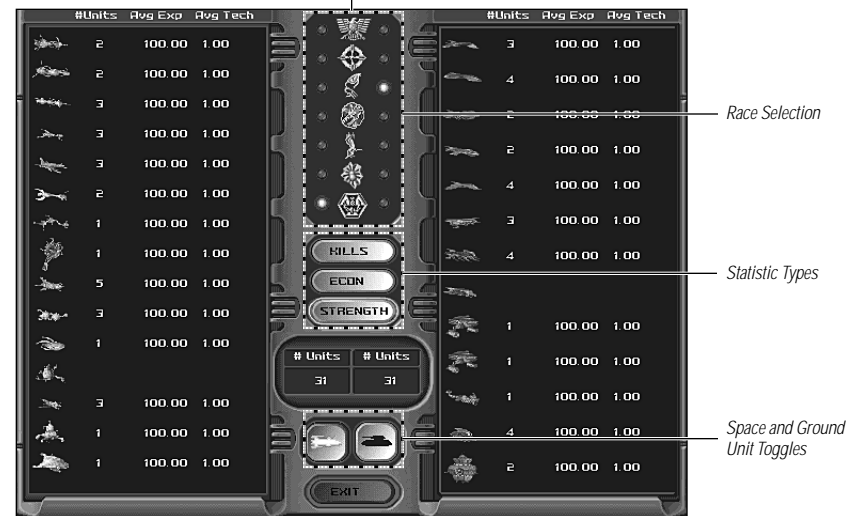 #Units Avg Exp Avg Tech
2 100.00 1.00
2 100.00 1.00
3 100.00 1.00
3 100.00 1.00
3 100.00 1.00
2 100.00 1.00
1 100.00 1.00
1 100.00 1.00
5 100.00 1.00
3 100.00 1.00
1 100.00 1.00
3 100.00 1.00
1 100.00 1.00
1 100.00 1.00
KILLS
ECON
STRENGTH
# Units # Units
31 31
EXIT
#Units Avg Exp Avg Tech
3 100.00 1.00
4 100.00 1.00
2 100.00 1.00
2 100.00 1.00
4 100.00 1.00
3 100.00 1.00
4 100.00 1.00
1 100.00 1.00
1 100.00 1.00
1 100.00 1.00
4 100.00 1.00
2 100.00 1.00
Race Selection
Statistic Types
Space and Ground
Unit Toggles